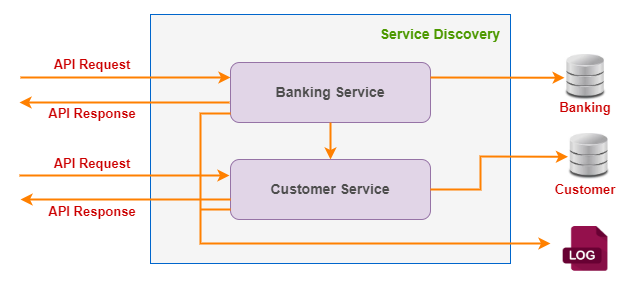 Service Discovery
API Request
Banking Service
API Response
Banking
API Request
Customer Service
API Response
Customer
LOG